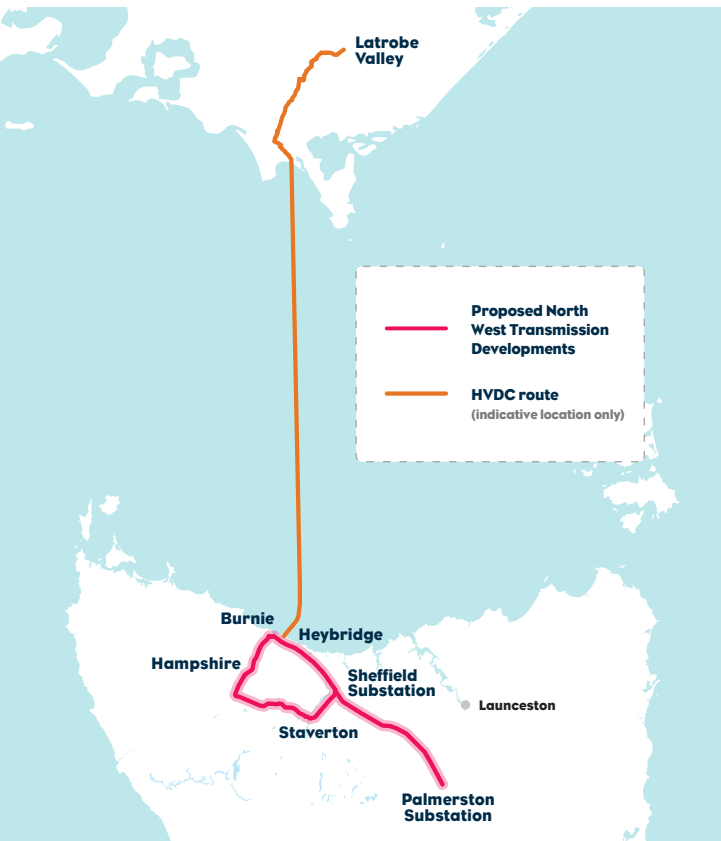 Latrobe
Valley
Proposed North
West Transmission
Developments
HVDC route
(indicative location only)
Burnie
Heybridge
Hampshire
Sheffield
Substation
Launceston
Staverton
Palmerston
Substation